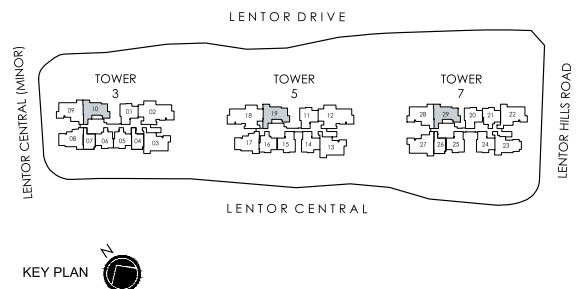 LENTOR DRIVE
LENTOR CENTRAL (MINOR)
LENTOR HILLS ROAD
TOWER
3
TOWER
5
TOWER
7
09 10 01 02
08 07 06 05 04 03
18 19 11 12
17 16 15 14 13
28 29 20 21 22
27 26 25 24 23
LENTOR CENTRAL
KEY PLAN
N